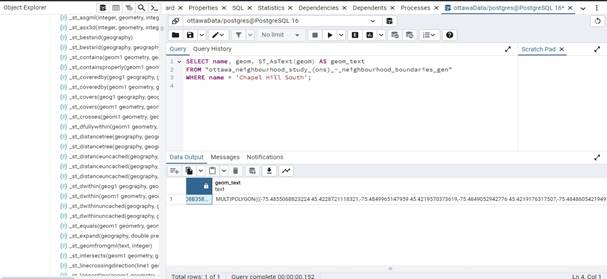 Object Explorer
ard × Properties × SQL × Statistics × Dependencies × Dependents × Processes × ottawaData/postgres@PostgreSQL 16* ×
ottawaData/postgres@PostgreSQL 16
No limit
Query Query History
Scratch Pad ×
1 SELECT name, geom, ST_AsText(geom) AS geom_text
2 FROM "ottawa_neighbourhood_study_(ons)_-_neighbourhood_boundaries_gen"
3 WHERE name = 'Chapel Hill South';
4
_st_asgml(integer, geometry, integ
_st_asx3d(integer, geometry, integ
_st_bestsrid(geography)
_st_bestsrid(geography, geography
_st_contains(geom1 geometry, ge
_st_containsproperly(geom1 geom
_st_coveredby(geog1 geography, g
_st_coveredby(geom1 geometry, g
_st_covers(geog1 geography, geog
_st_covers(geom1 geometry, geom
_st_crosses(geom1 geometry, geo
_st_dfullywithin(geom1 geometry,
_st_distancetree(geography, geogra
_st_distancetree(geography, geogra
_st_distanceuncached(geography,
_st_distanceuncached(geography,
_st_distanceuncached(geography,
_st_dwithin(geog1 geography, geo
_st_dwithin(geom1 geometry, geo
_st_dwithinuncached(geography, g
_st_dwithinuncached(geography, g
_st_equals(geom1 geometry, geom
_st_expand(geography, double pre
_st_geomfromgml(text, integer)
_st_intersects(geom1 geometry, ge
_st_linecrossingdirection(line1 ge
Data Output Messages Notifications
geom_text
text
1 MULTIPOLYGON(((-75.4855068823224 45.4228721118321,-75.4849965147959 45.4219570373619,-75.4849052942776 45.4219176317507,-75.4848605421949
Total rows: 1 of 1 Query complete 00:00:00.152
Ln 4, Col 1